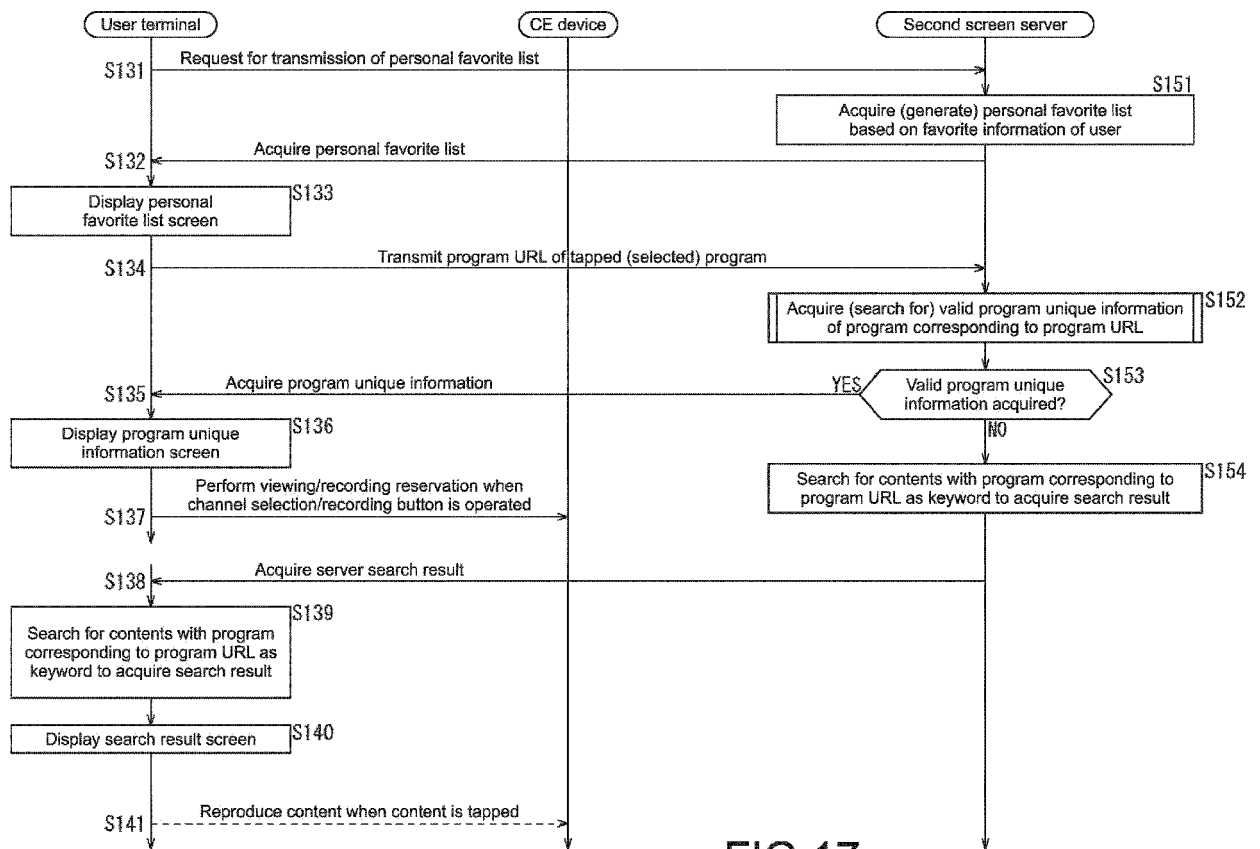 User terminal
CE device
Second screen server
S131
Request for transmission of personal favorite list
S151
Acquire (generate) personal favorite list
based on favorite information of user
S132
Acquire personal favorite list
S133
Display personal
favorite list screen
S134
Transmit program URL of tapped (selected) program
S152
Acquire (search for) valid program unique information
of program corresponding to program URL
S135
Acquire program unique information
YES
S153
Valid program unique
information acquired?
NO
S136
Display program unique
information screen
S154
Search for contents with program corresponding to
program URL as keyword to acquire search result
S137
Perform viewing/recording reservation when
channel selection/recording button is operated
S138
Acquire server search result
S139
Search for contents with program
corresponding to program URL as
keyword to acquire search result
S140
Display search result screen
S141
Reproduce content when content is tapped